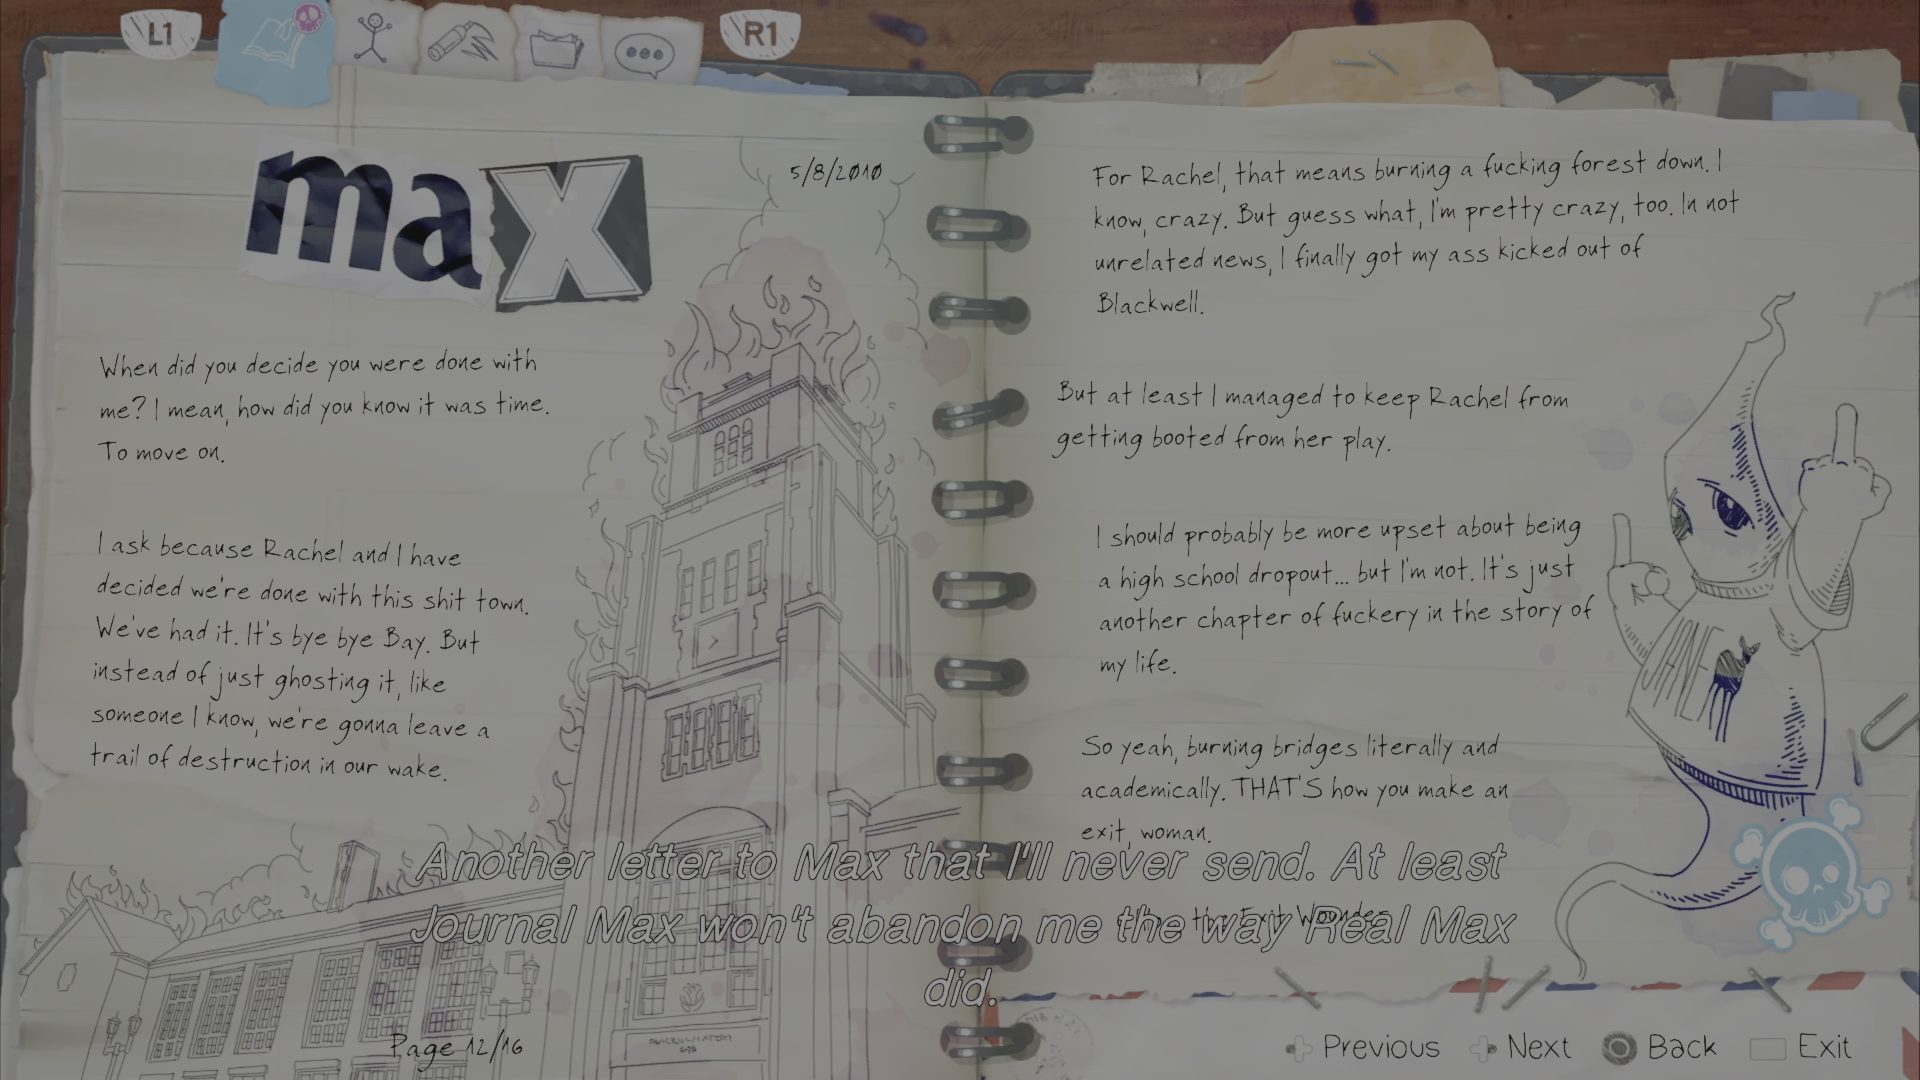 L1
R1
max
5/8/2010
When did you decide you were done with
me? I mean, how did you know it was time.
To move on.
I ask because Rachel and I have
decided we're done with this shit town.
We've had it. It's bye bye Bay. But
instead of just ghosting it, like
someone I know, we're gonna leave a
trail of destruction in our wake.
For Rachel, that means burning a fucking forest down. I
know, crazy. But guess what, I'm pretty crazy, too. In not
unrelated news, I finally got my ass kicked out of
Blackwell.
But at least I managed to keep Rachel from
getting booted from her play.
I should probably be more upset about being
a high school dropout... but I'm not. It's just
another chapter of fuckery in the story of
my life.
So yeah, burning bridges literally and
academically. THAT'S how you make an
exit, woman.
Exit Wounder
JANE
Another letter to Max that I'll never send. At least
Journal Max won't abandon me the way Real Max
did.
Page 12/16
Previous
Next
Back
Exit